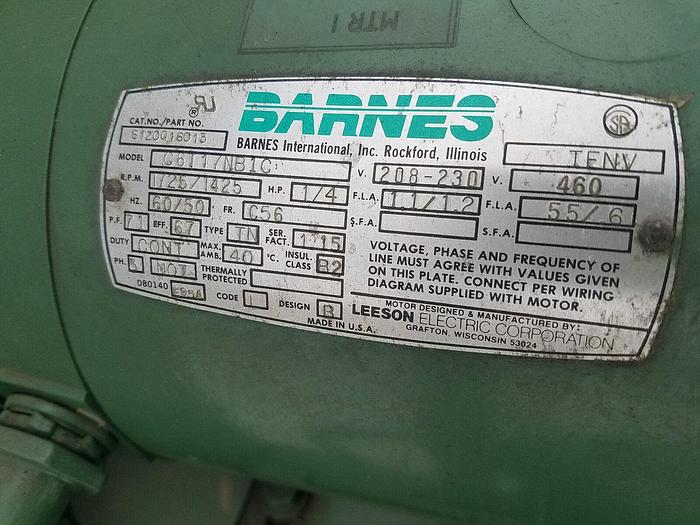 MTR 1
BARNES
CAT.NO./PART NO.
6120016013
BARNES International, Inc. Rockford, Illinois
TENV
MODEL C6T17NB1C
V. 208-230 V. 460
R.P.M. 1725/1425 H.P. 1/4 F.L.A. 1.1/1.2 F.L.A. .55/.6
HZ. 60/50 FR. C56 S.F.A. S.F.A.
P.F. 71 EFF. 67 TYPE TN SER. FACT. 1.15
DUTY CONT MAX. AMB. 40 °C. INSUL. CLASS B2
PH. 3 NOT THERMALLY PROTECTED
080140 CODE DESIGN B
VOLTAGE, PHASE AND FREQUENCY OF
LINE MUST AGREE WITH VALUES GIVEN
ON THIS PLATE. CONNECT PER WIRING
DIAGRAM SUPPLIED WITH MOTOR.
MOTOR DESIGNED & MANUFACTURED BY:
LEESON ELECTRIC CORPORATION
MADE IN U.S.A. GRAFTON, WISCONSIN 53024